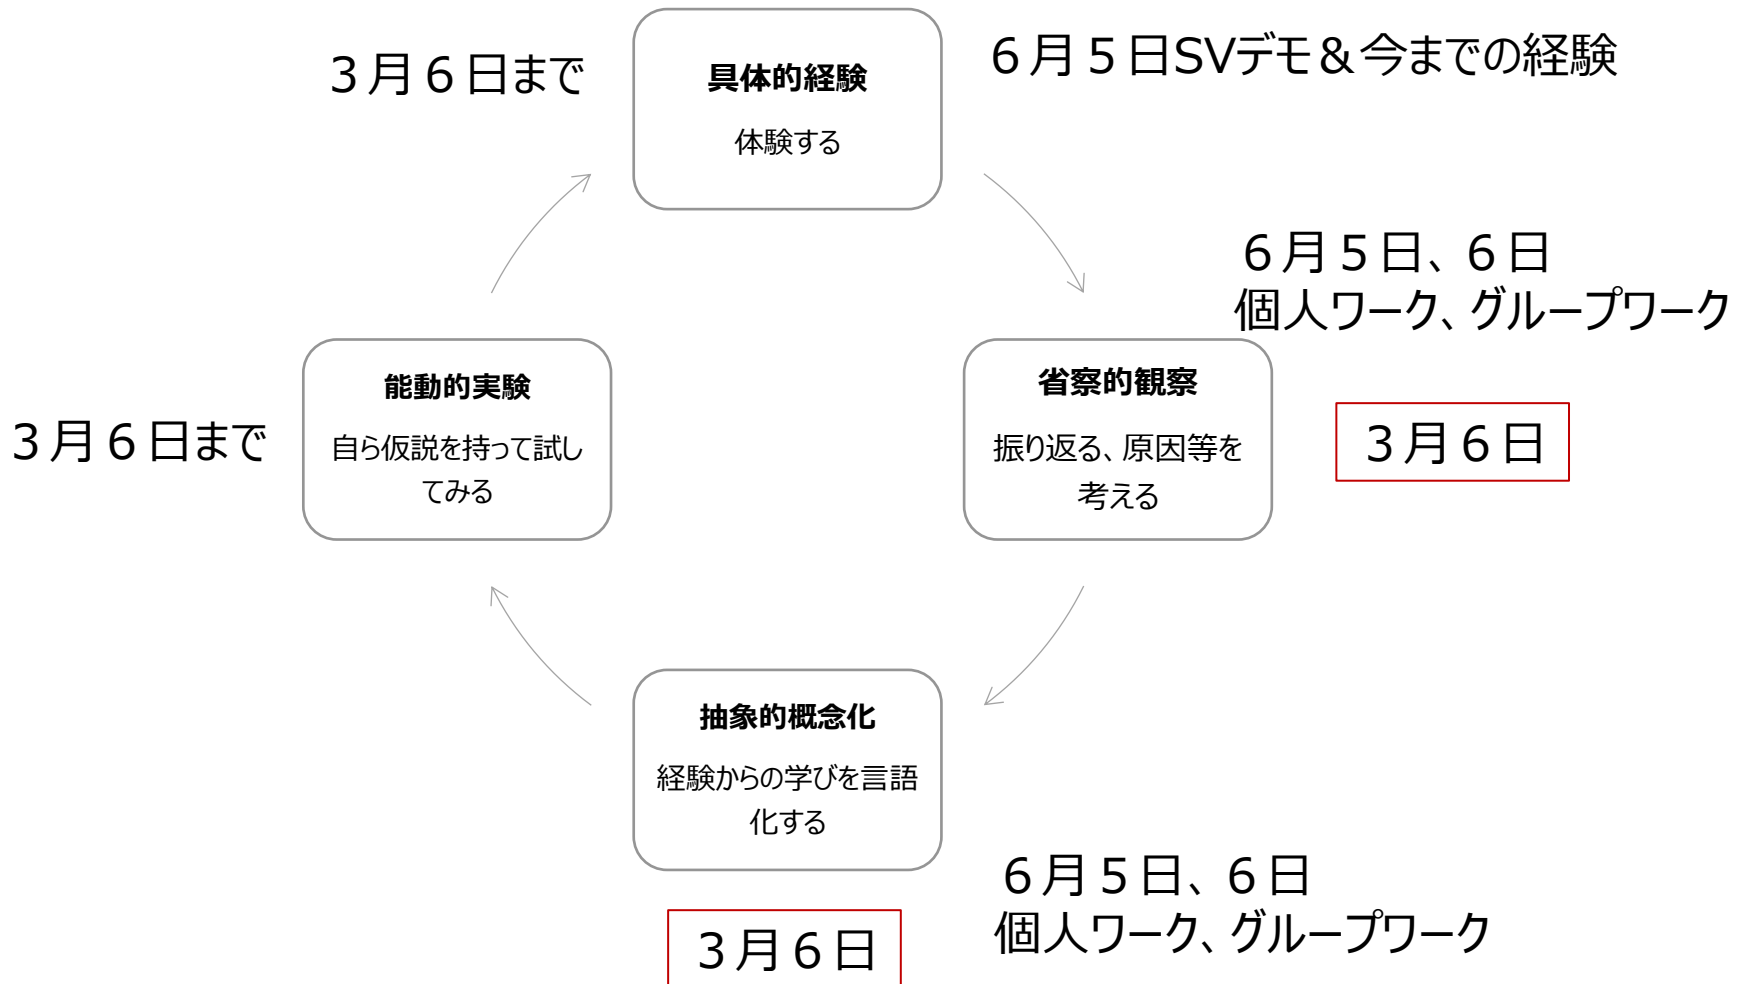 ３月６日まで
具体的経験
体験する
６月５日SVデモ＆今までの経験
６月５日、６日
個人ワーク、グループワーク
能動的実験
自ら仮説を持って試し
てみる
３月６日まで
省察的観察
振り返る、原因等を
考える
３月６日
抽象的概念化
経験からの学びを言語
化する
６月５日、６日
個人ワーク、グループワーク
３月６日